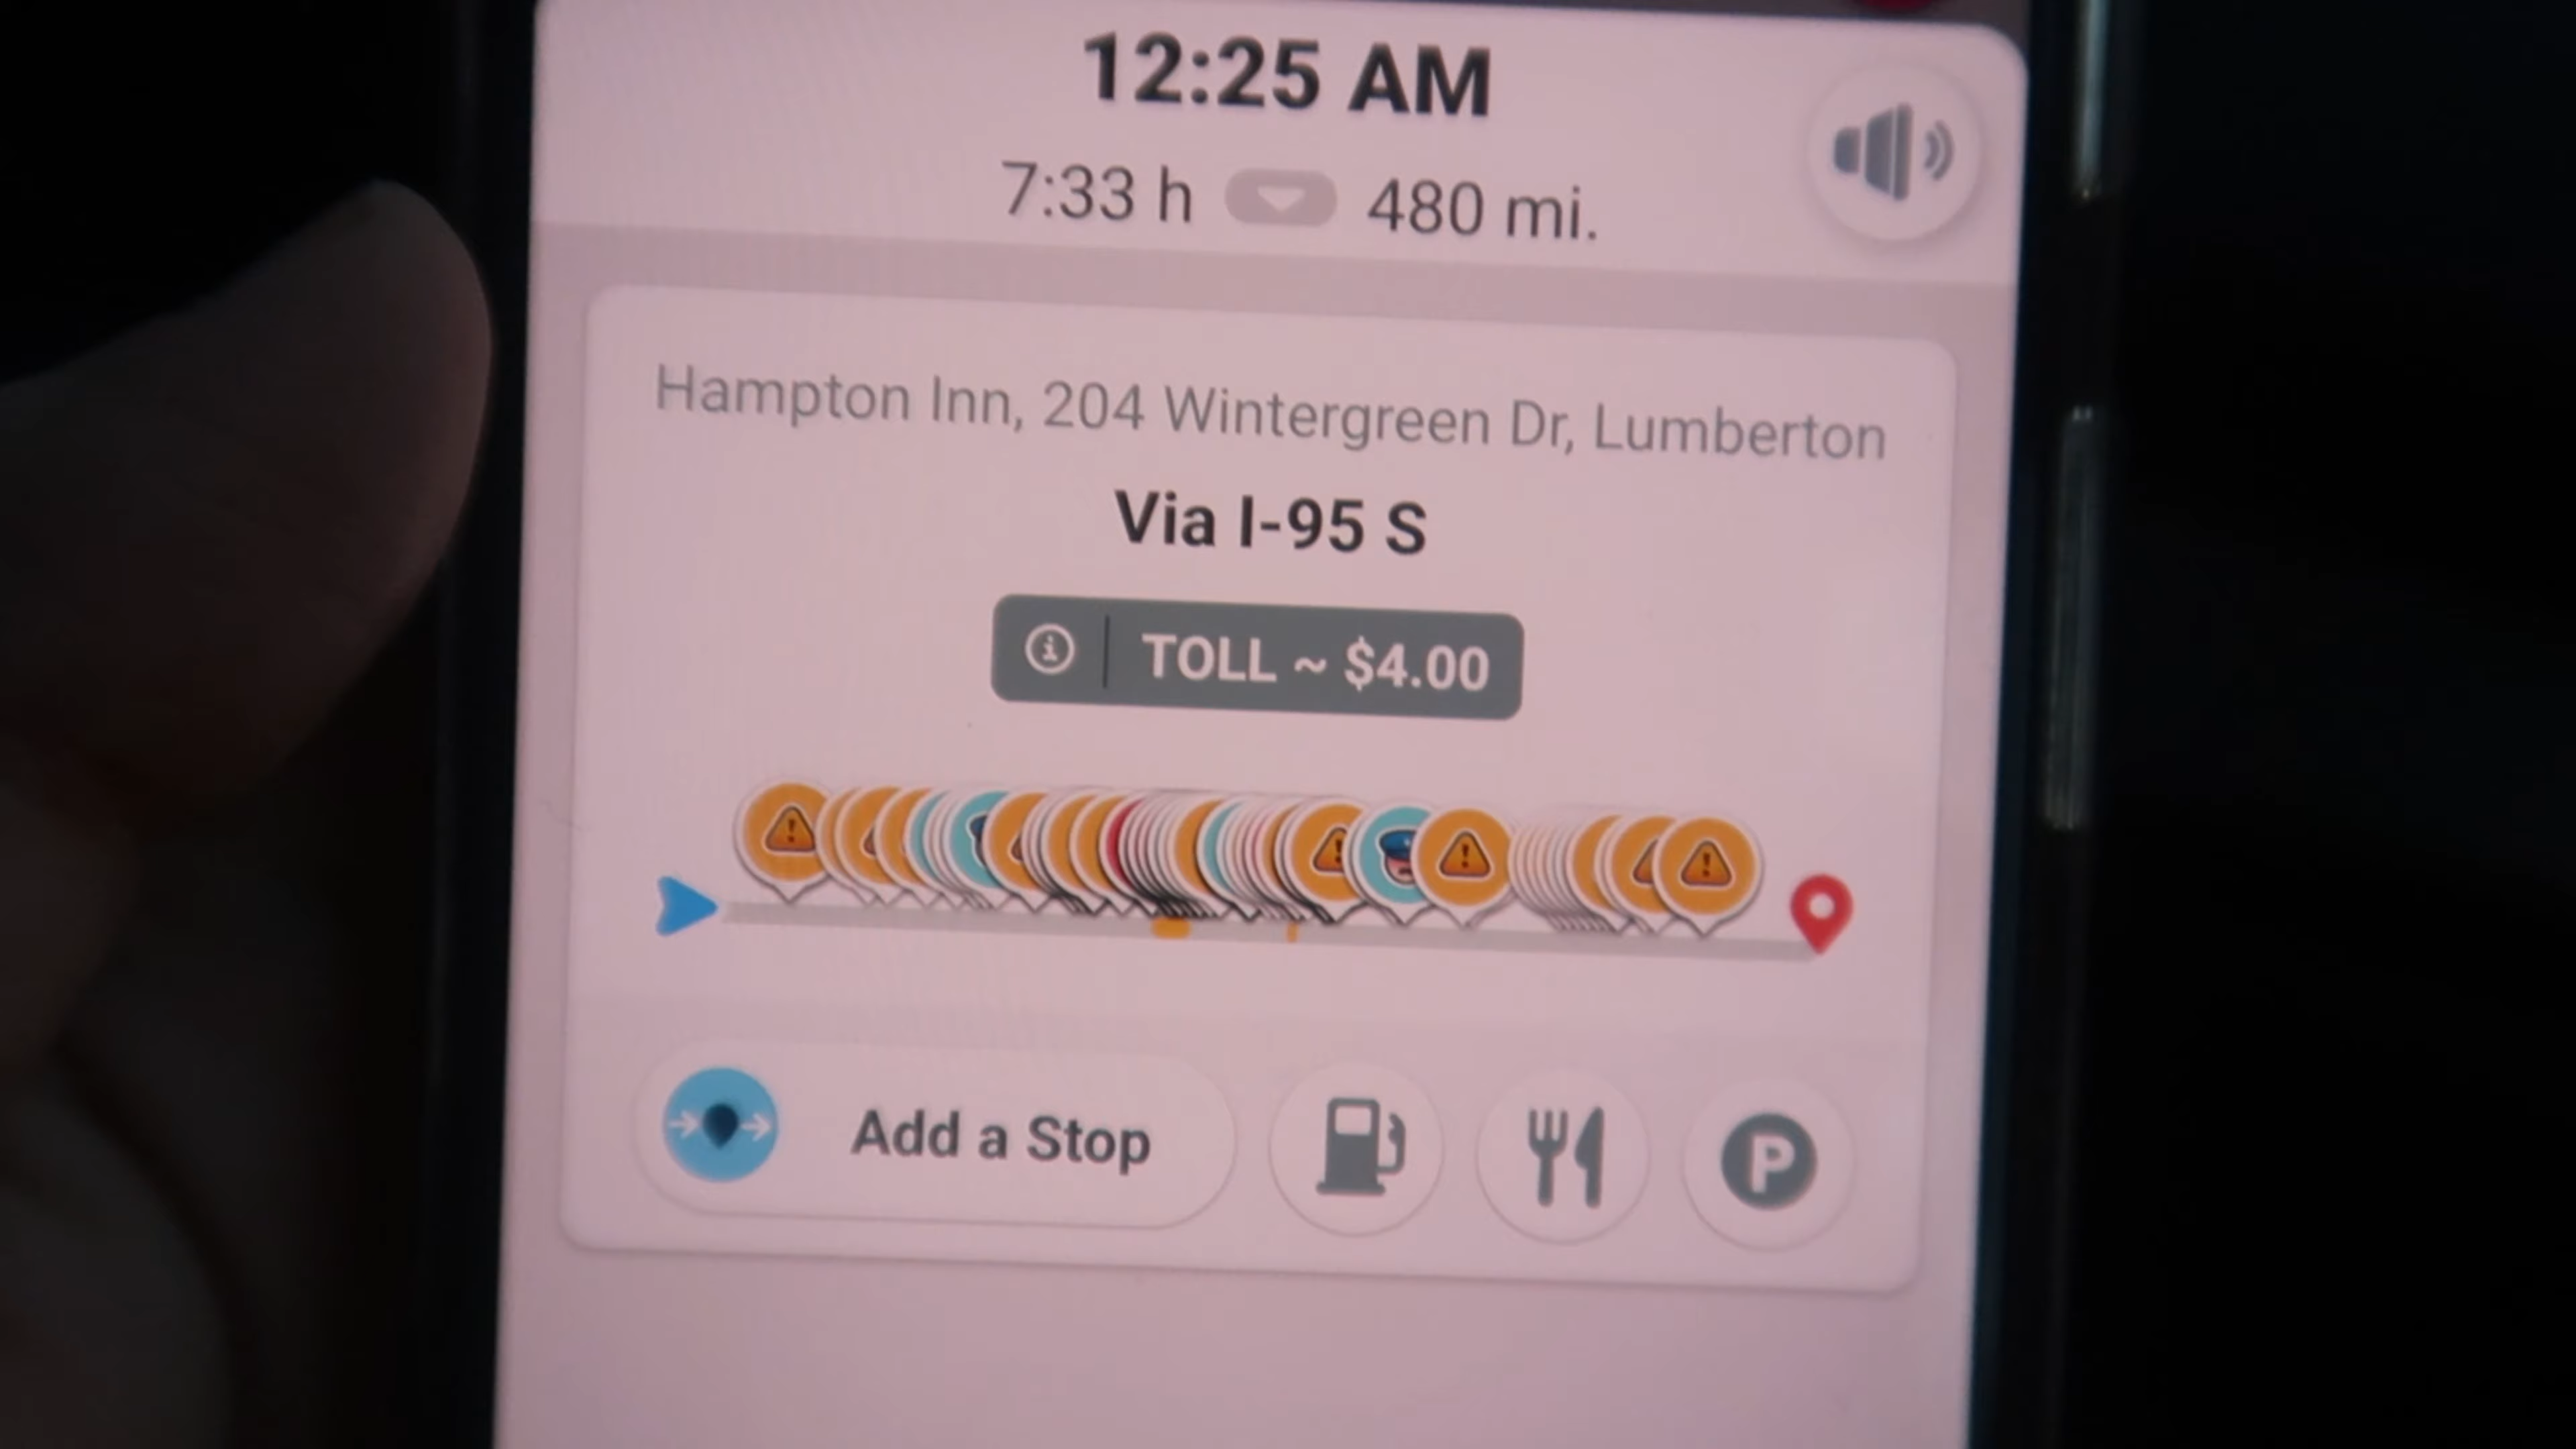 12:25 AM
7:33 h 480 mi.
Hampton Inn, 204 Wintergreen Dr, Lumberton
Via I-95 S
TOLL ~ $4.00
Add a Stop
P